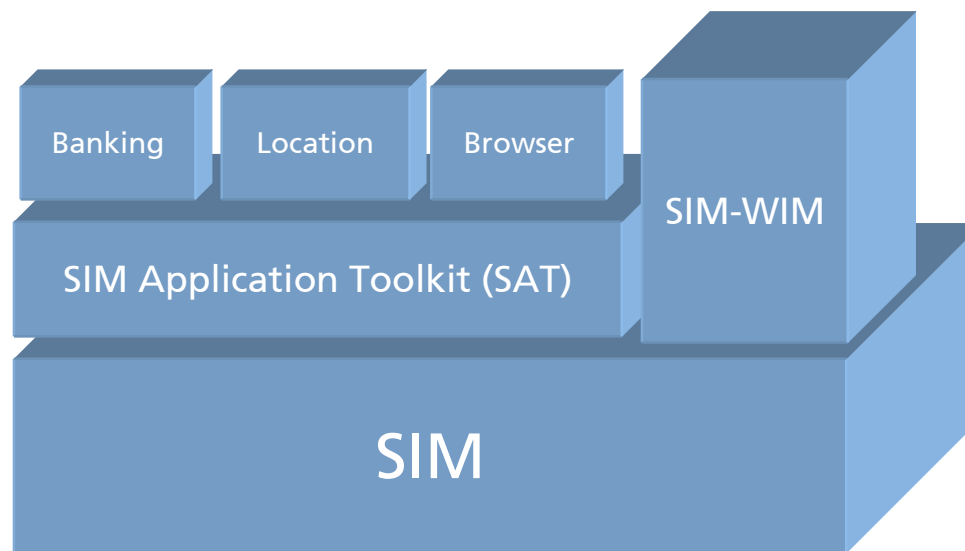 Banking
Location
Browser
SIM-WIM
SIM Application Toolkit (SAT)
SIM